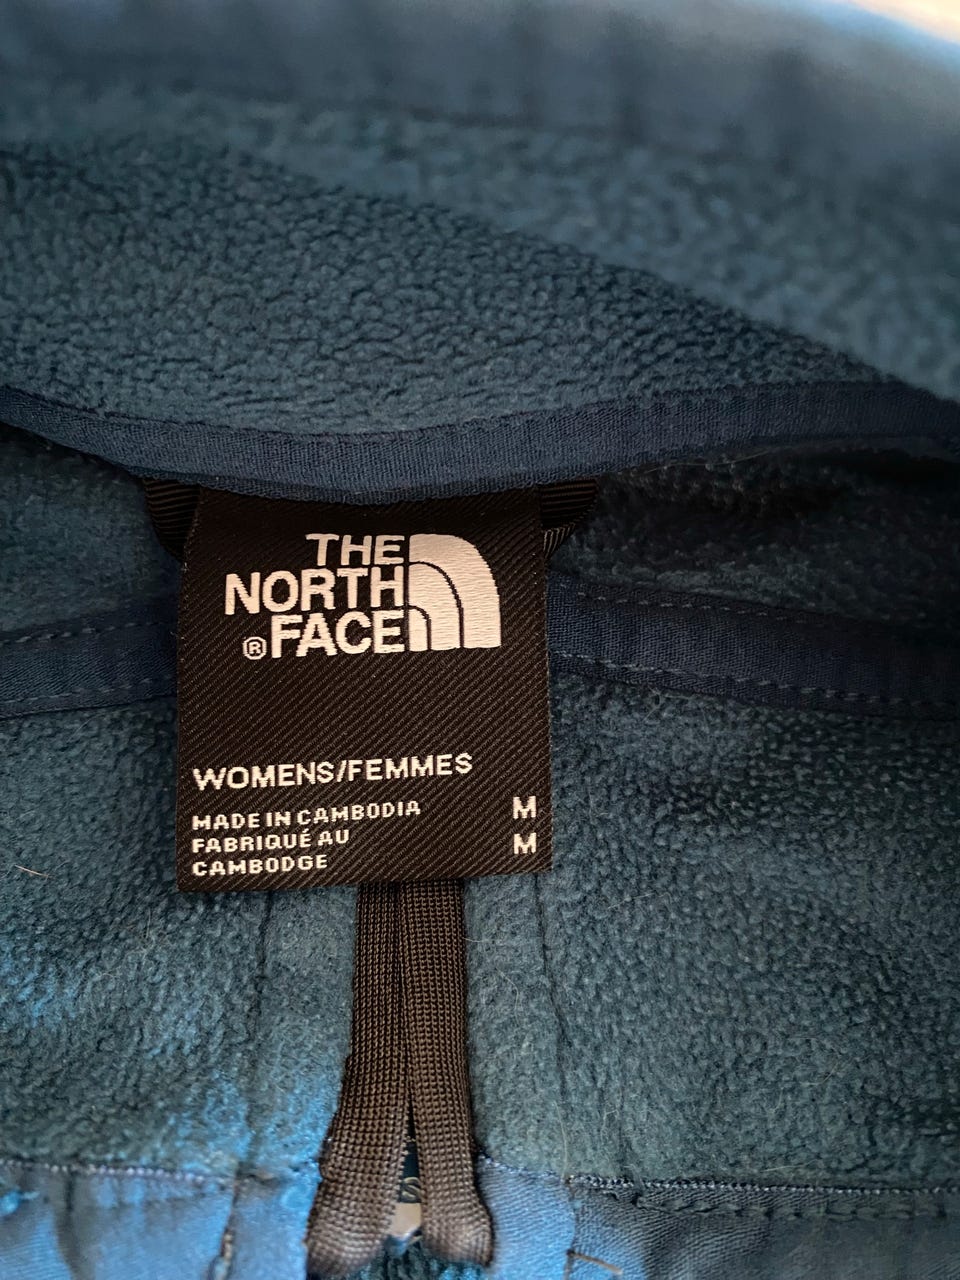 THE
NORTH
®FACE
WOMENS/FEMMES
MADE IN CAMBODIA M
FABRIQUÉ AU M
CAMBODGE